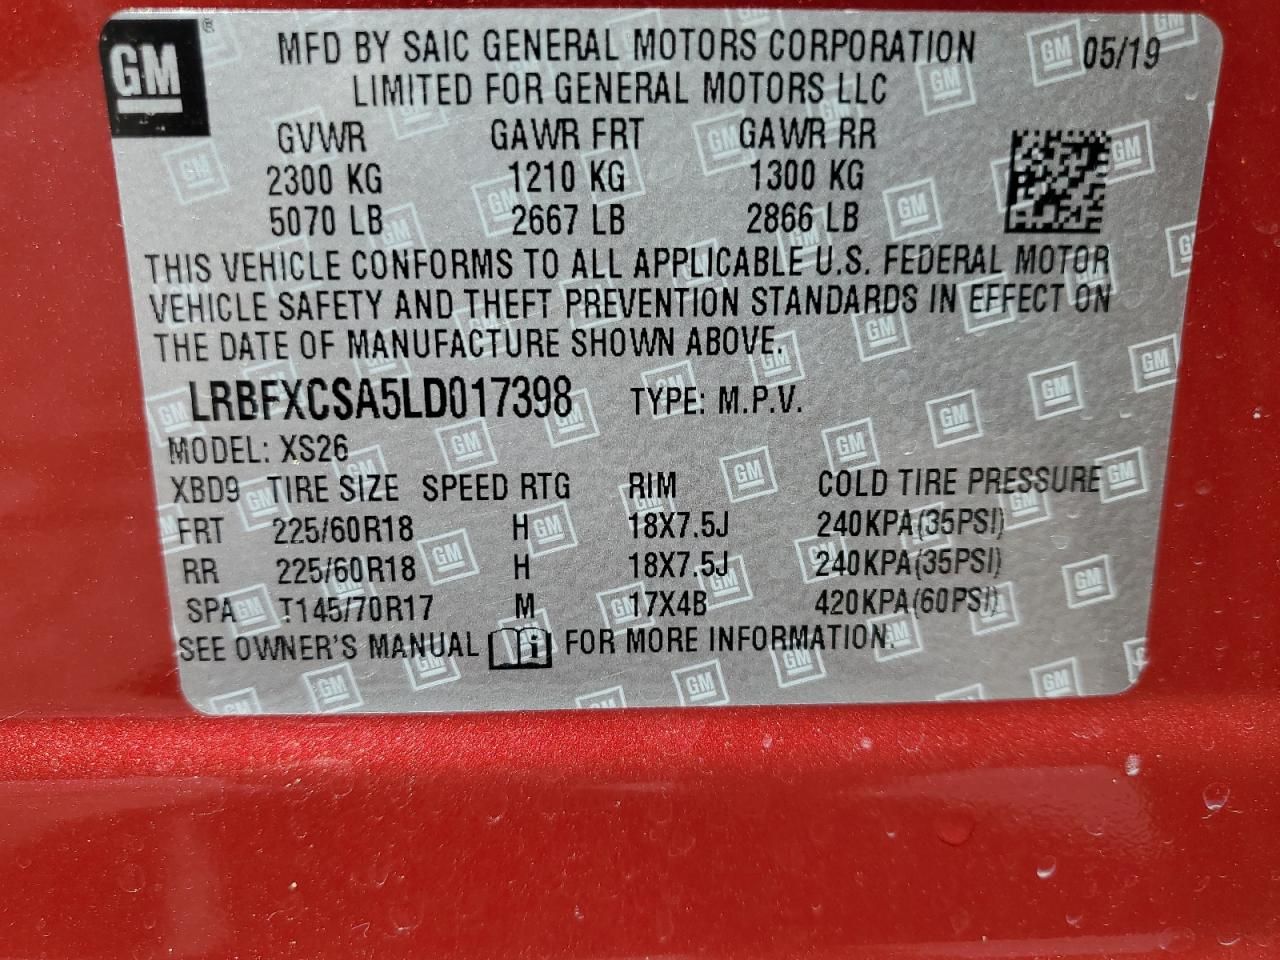 GM ®
MFD BY SAIC GENERAL MOTORS CORPORATION 05/19
LIMITED FOR GENERAL MOTORS LLC
GVWR GAWR FRT GAWR RR
2300 KG 1210 KG 1300 KG
5070 LB 2667 LB 2866 LB
THIS VEHICLE CONFORMS TO ALL APPLICABLE U.S. FEDERAL MOTOR
VEHICLE SAFETY AND THEFT PREVENTION STANDARDS IN EFFECT ON
THE DATE OF MANUFACTURE SHOWN ABOVE.
LRBFXCSA5LD017398 TYPE: M.P.V.
MODEL: XS26
XBD9 TIRE SIZE SPEED RTG RIM COLD TIRE PRESSURE
FRT 225/60R18 H 18X7.5J 240KPA(35PSI)
RR 225/60R18 H 18X7.5J 240KPA(35PSI)
SPA T145/70R17 M 17X4B 420KPA(60PSI)
SEE OWNER'S MANUAL i FOR MORE INFORMATION.